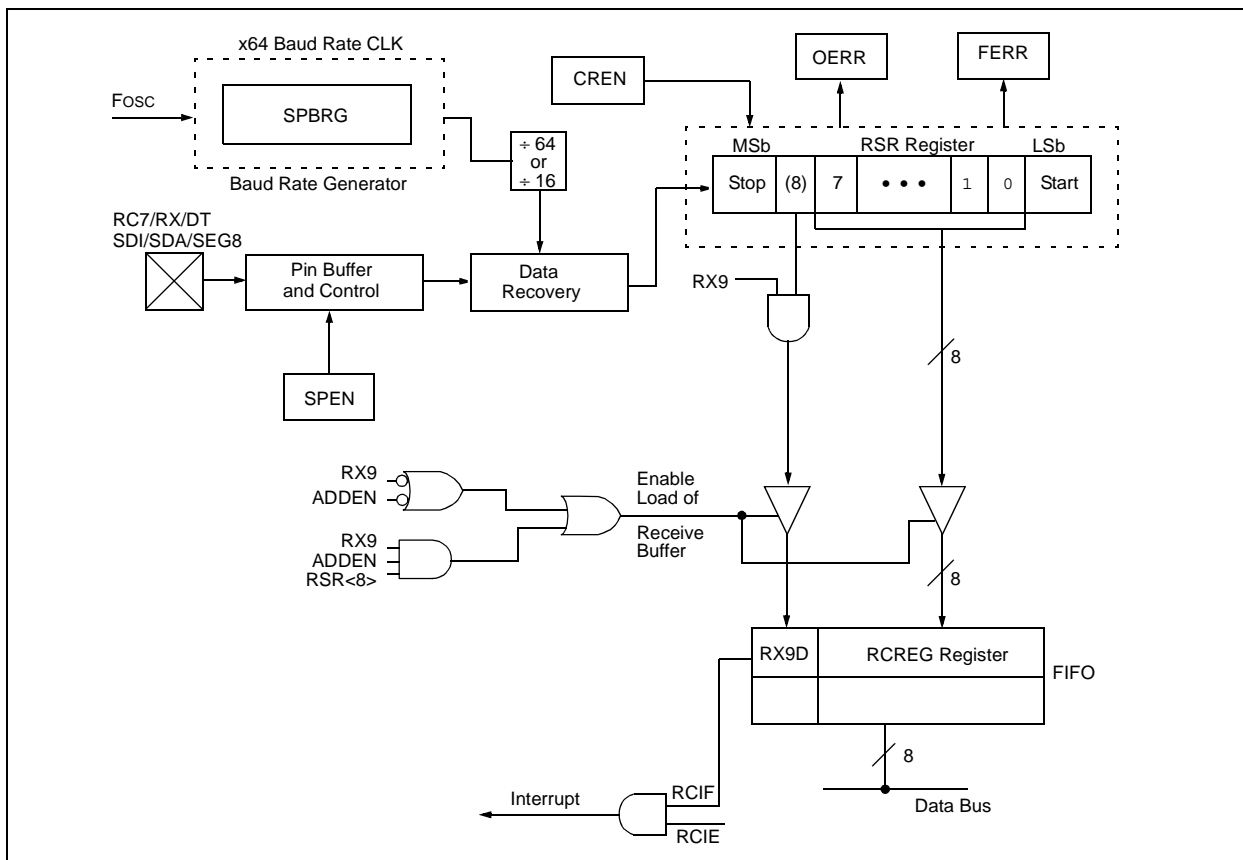 x64 Baud Rate CLK
FOSC
SPBRG
Baud Rate Generator
÷ 64
or
÷ 16
CREN
OERR
FERR
MSb
RSR Register
LSb
Stop
(8)
7
• • •
1
0
Start
RC7/RX/DT
SDI/SDA/SEG8
Pin Buffer
and Control
Data
Recovery
SPEN
RX9
8
RX9
ADDEN
RX9
ADDEN
RSR<8>
Enable
Load of
Receive
Buffer
8
RX9D
RCREG Register
FIFO
8
Data Bus
Interrupt
RCIF
RCIE